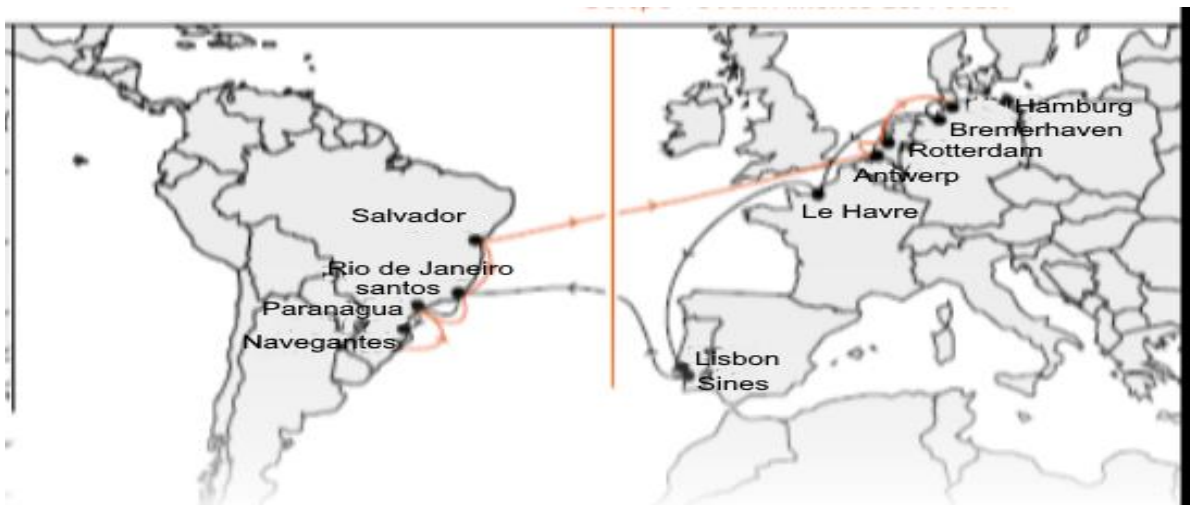 Hamburg
Bremerhaven
Rotterdam
Antwerp
Le Havre
Salvador
Rio de Janeiro
santos
Paranagua
Navegantes
Lisbon
Sines